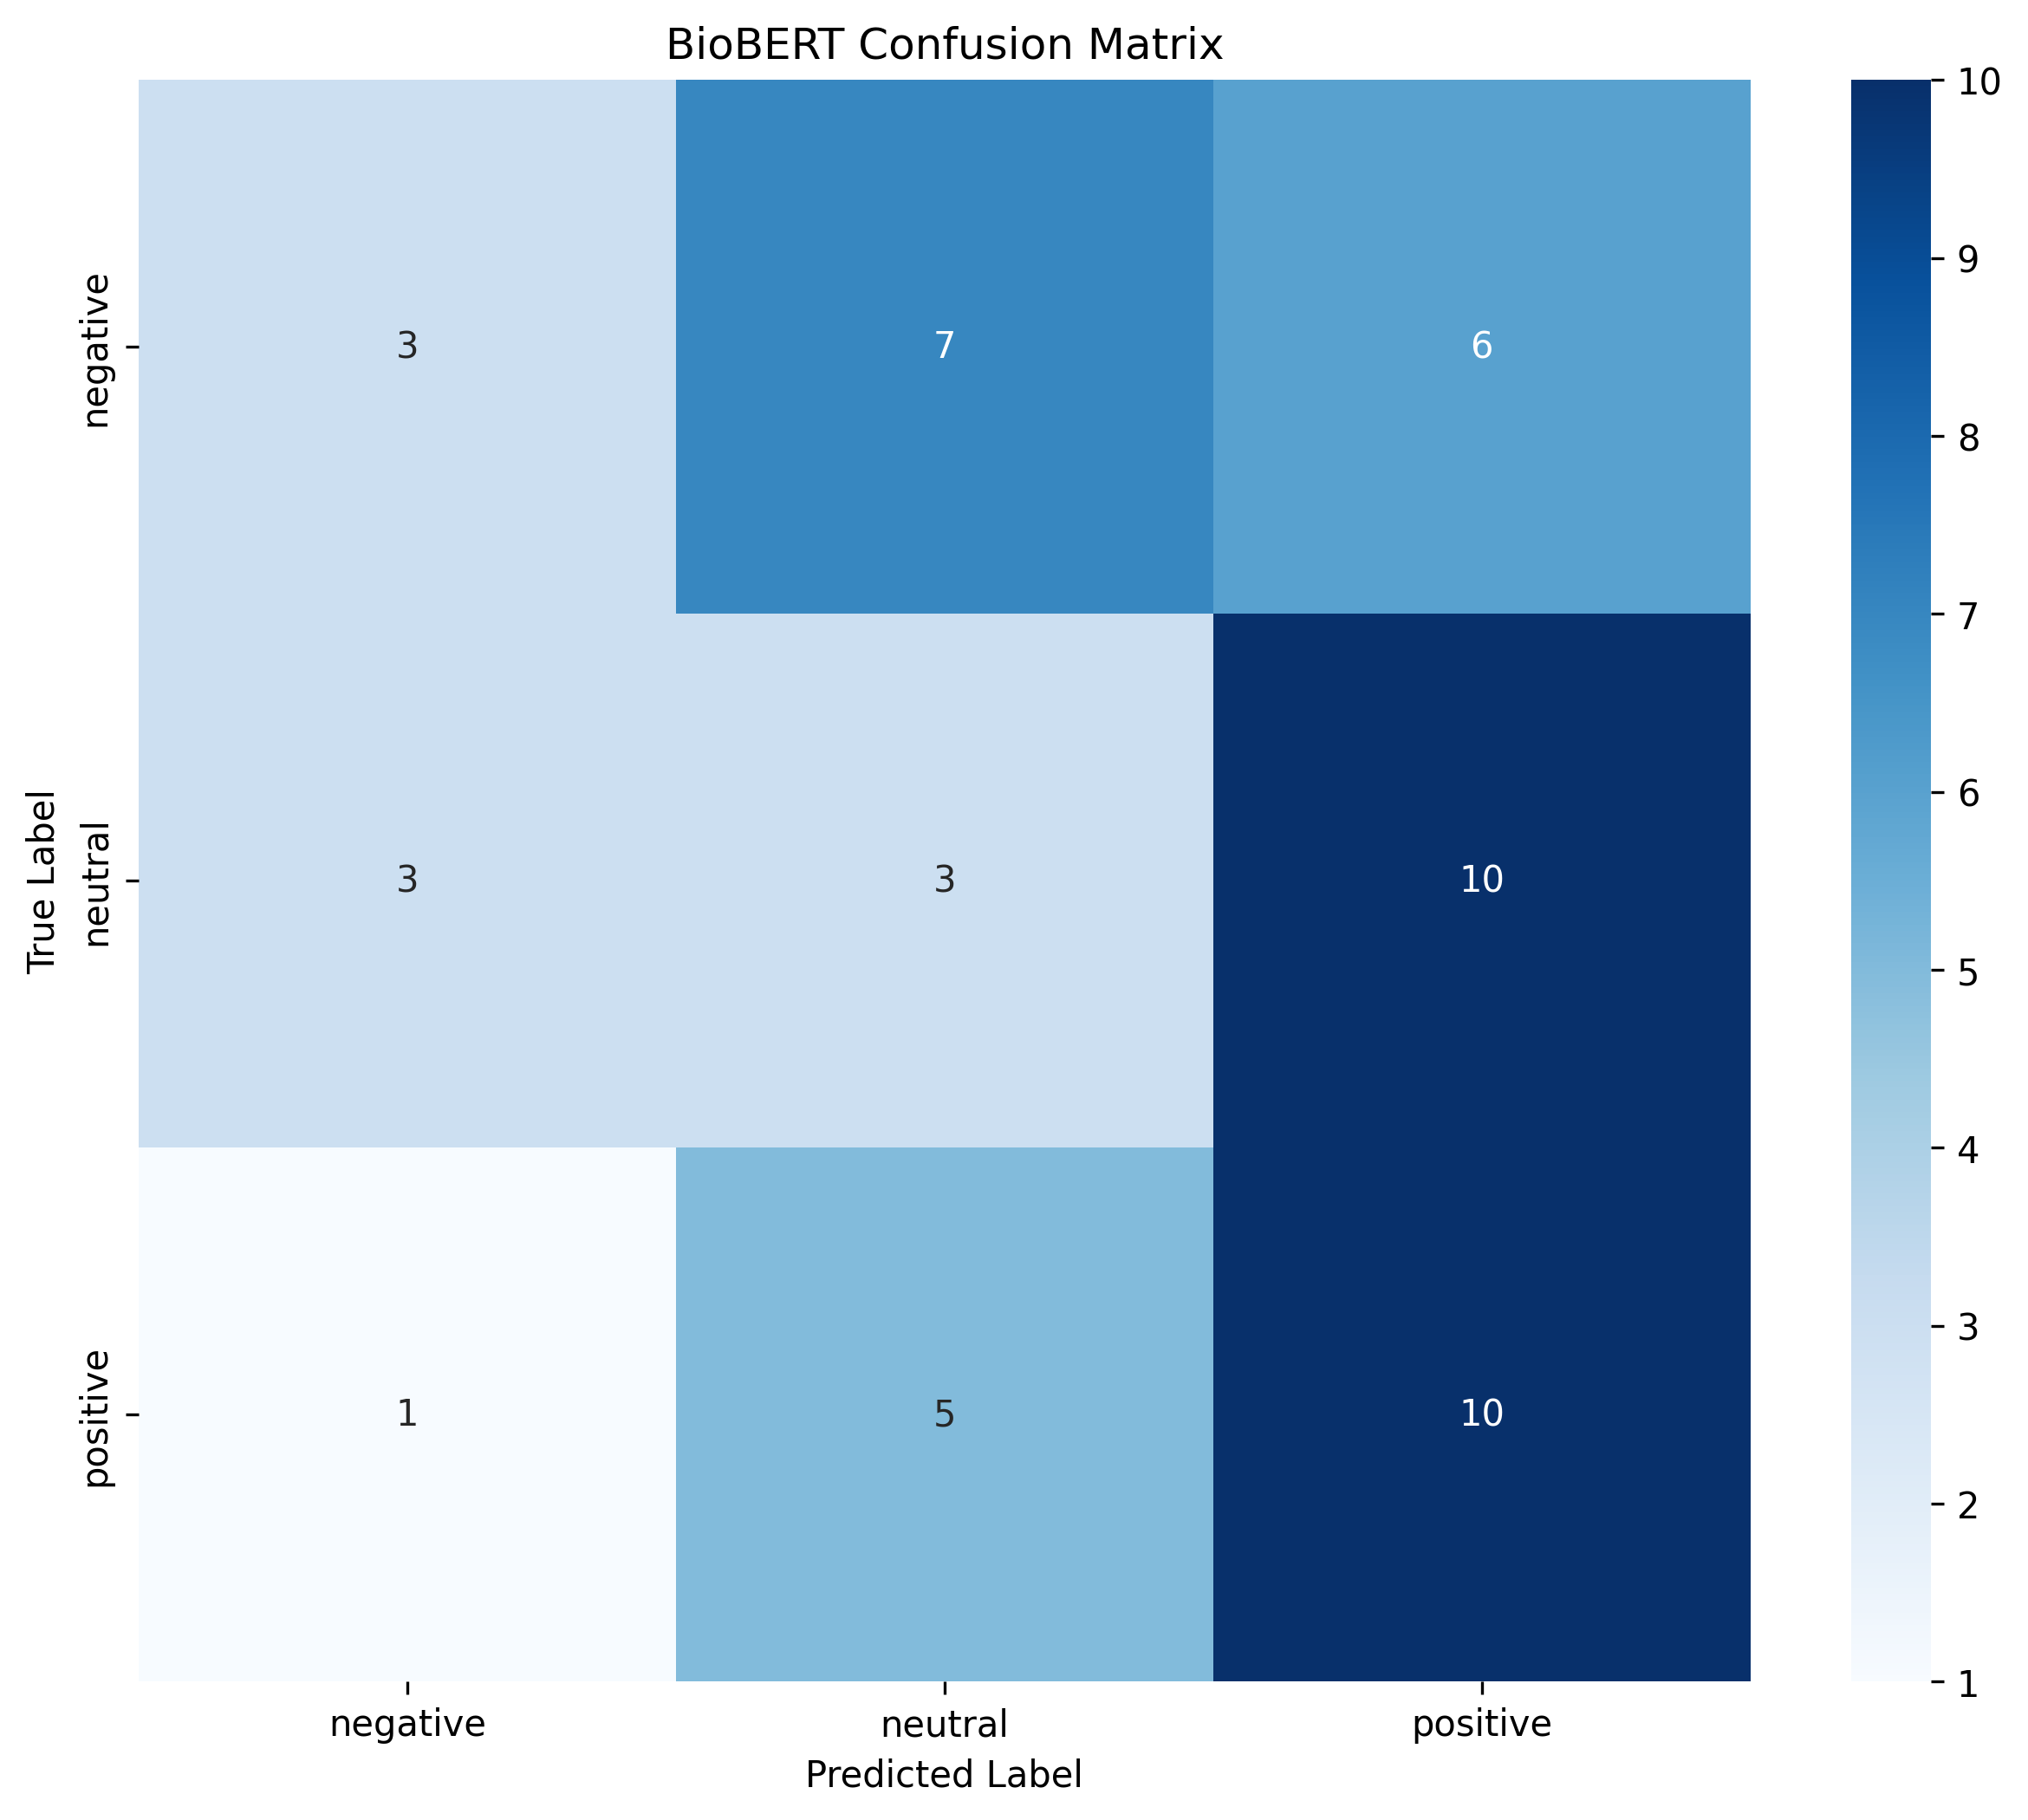 BioBERT Confusion Matrix
True Label
negative
3 7 6
neutral
3 3 10
positive
1 5 10
negative neutral positive
Predicted Label
10
9
8
7
6
5
4
3
2
1